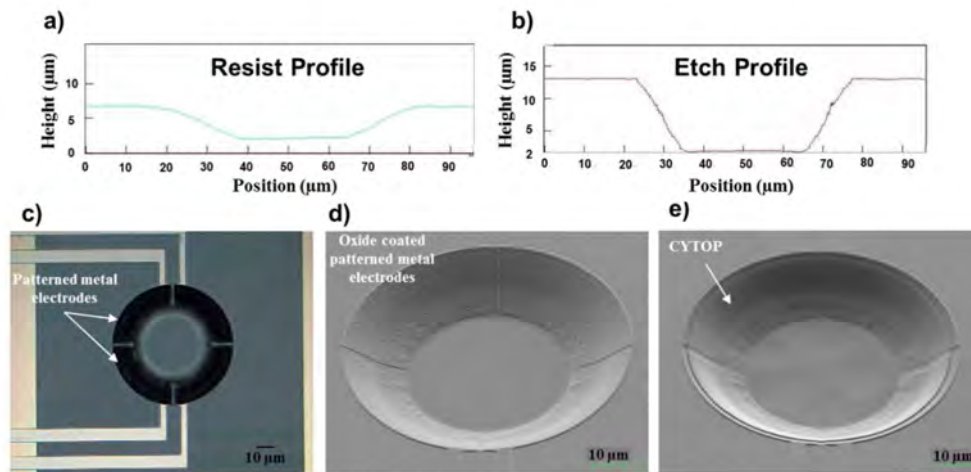 a)
Resist Profile
Height (µm)
10
5
0
0 10 20 30 40 50 60 70 80 90
Position (µm)
b)
Etch Profile
Height (µm)
15
10
5
2
0 10 20 30 40 50 60 70 80 90
Position (µm)
c)
Patterned metal
electrodes
10 µm
d)
Oxide coated
patterned metal
electrodes
10 µm
e)
CYTOP
10 µm